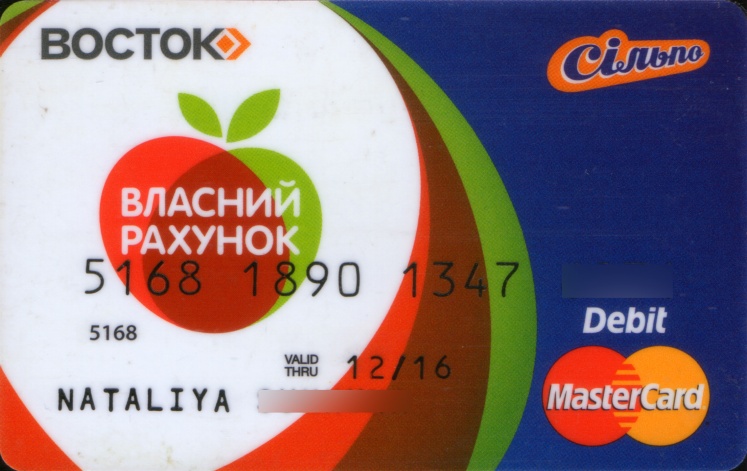 ВОСТОК
Сільпо
ВЛАСНИЙ
РАХУНОК
5168 1890 1347
Debit
5168
VALID
THRU 12/16
MasterCard
NATALIYA